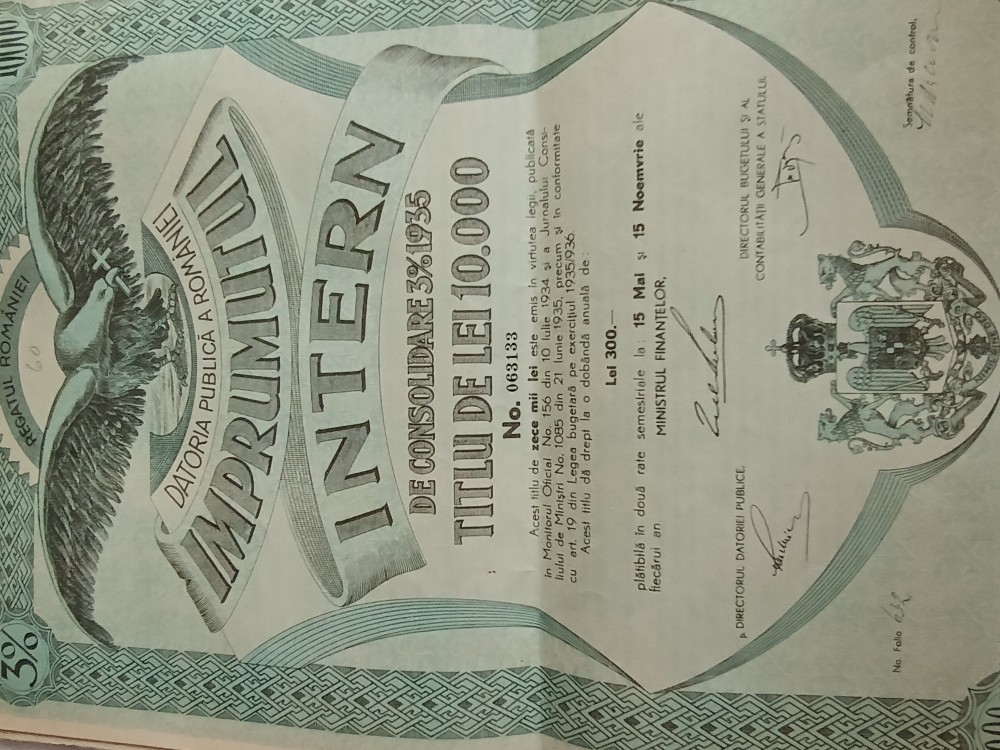 3%
10000
REGATUL ROMÂNIEI
60
DATORIA PUBLICĂ A ROMÂNIEI
IMPRUMUTUL
INTERN
DE CONSOLIDARE 3% 1935
TITLU DE LEI 10.000
No. 063133
Acest titlu de zece mii lei este emis în virtutea legii, publicată
în Monitorul Oficial No. 156 din 10 Iulie 1934 și a Jurnalului Consi-
liului de Miniștri No. 1085 din 21 Iunie 1935, precum și în conformitate
cu art. 19 din Legea bugetară pe exercițiul 1935/936.
Acest titlu dă drept la o dobândă anuală de:
Lei 300.—
plătibilă în două rate semestriale la: 15 Mai și 15 Noemvrie ale
fiecărui an
MINISTRUL FINANȚELOR,
p. DIRECTORUL DATORIEI PUBLICE,
DIRECTORUL BUGETULUI ȘI AL
CONTABILITĂȚII GENERALE A STATULUI,
No. Folio 632
Semnătura de control,